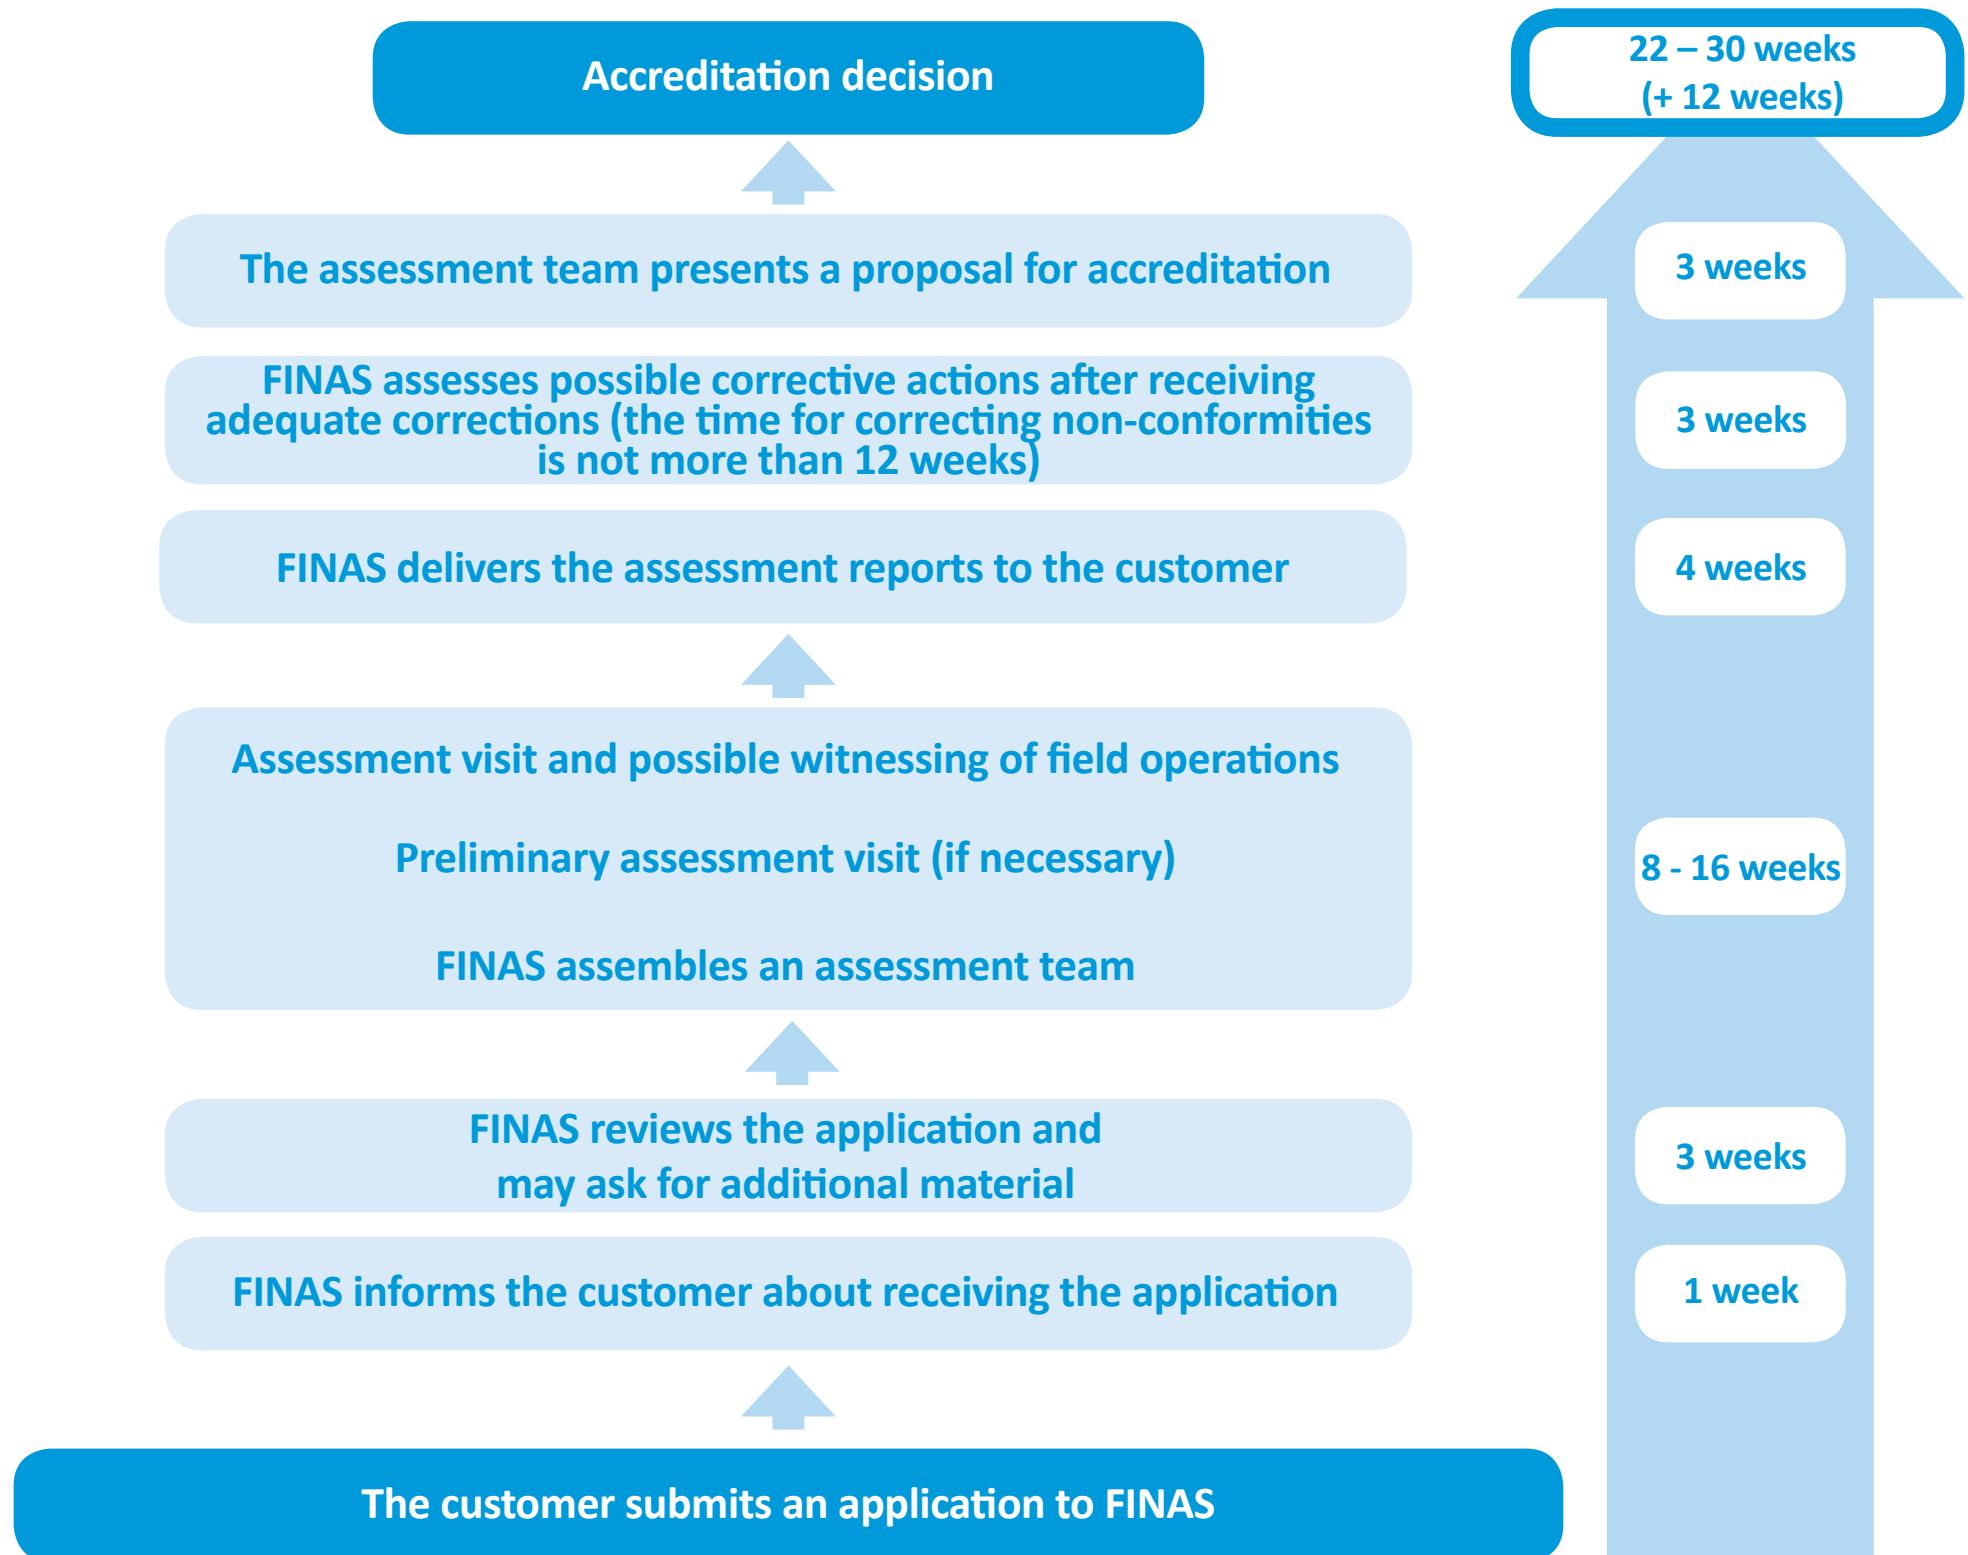 Accreditation decision
22 – 30 weeks
(+ 12 weeks)
The assessment team presents a proposal for accreditation
3 weeks
FINAS assesses possible corrective actions after receiving
adequate corrections (the time for correcting non-conformities
is not more than 12 weeks)
3 weeks
FINAS delivers the assessment reports to the customer
4 weeks
Assessment visit and possible witnessing of field operations
Preliminary assessment visit (if necessary)
FINAS assembles an assessment team
8 - 16 weeks
FINAS reviews the application and
may ask for additional material
3 weeks
FINAS informs the customer about receiving the application
1 week
The customer submits an application to FINAS